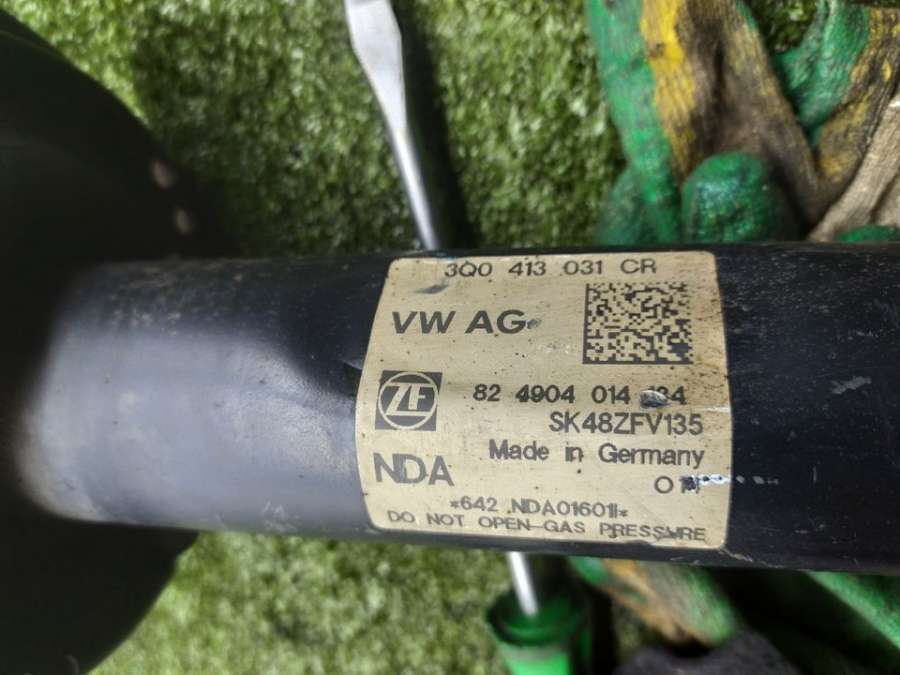 3Q0 413 031 CR
VW AG
ZF
82 4904 014
SK48ZFV135
Made in Germany
NDA
*642 NDA01601*
DO NOT OPEN-GAS PRESSURE